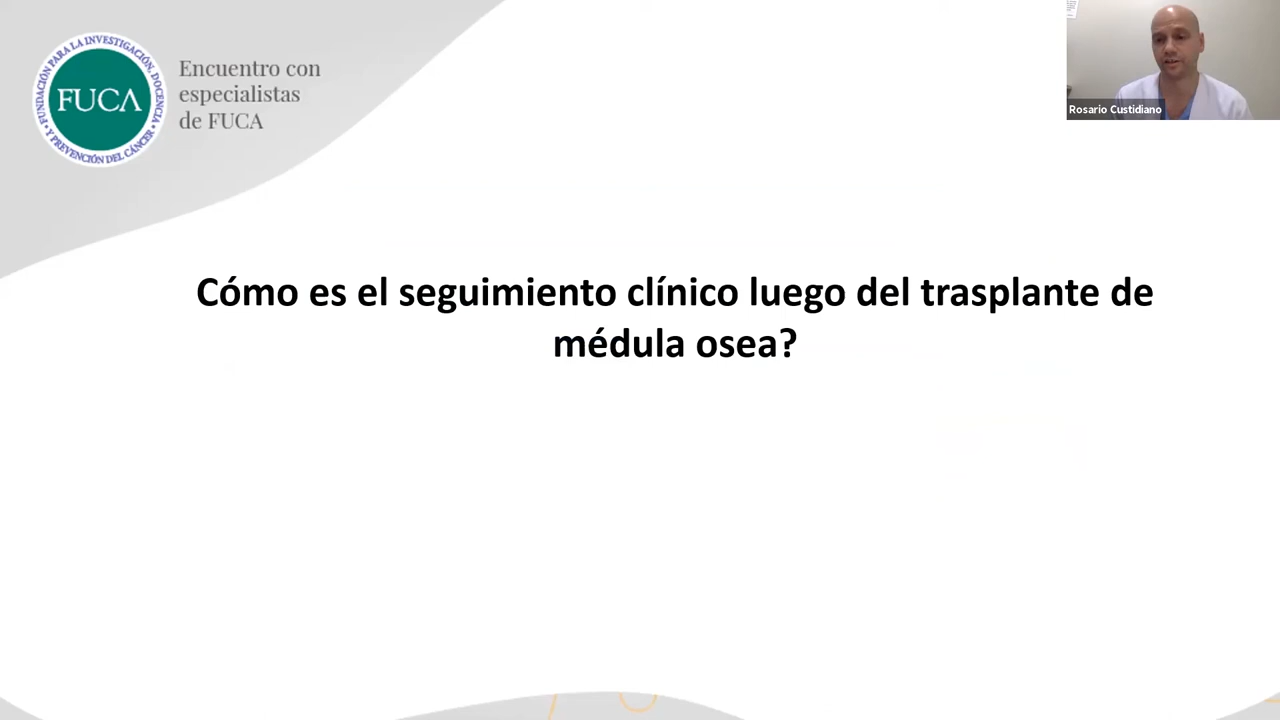 FUNDACIÓN PARA LA INVESTIGACIÓN, DOCENCIA
Y PREVENCIÓN DEL CÁNCER
FUCA
Encuentro con
especialistas
de FUCA
Rosario Custidiano
Cómo es el seguimiento clínico luego del trasplante de
médula osea?